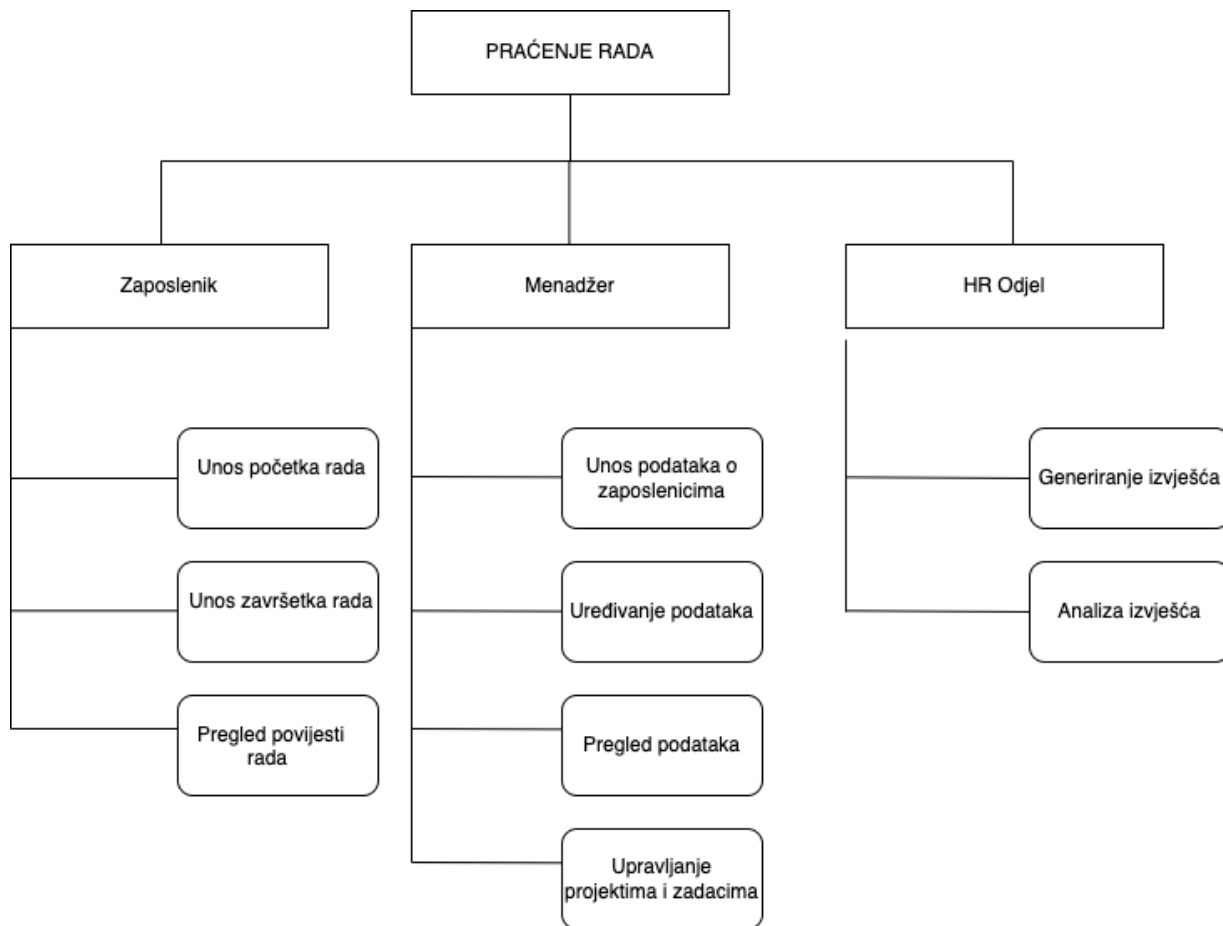 PRAĆENJE RADA
Zaposlenik
Menadžer
HR Odjel
Unos početka rada
Unos završetka rada
Pregled povijesti
rada
Unos podataka o
zaposlenicima
Uređivanje podataka
Pregled podataka
Upravljanje
projektima i zadacima
Generiranje izvješća
Analiza izvješća